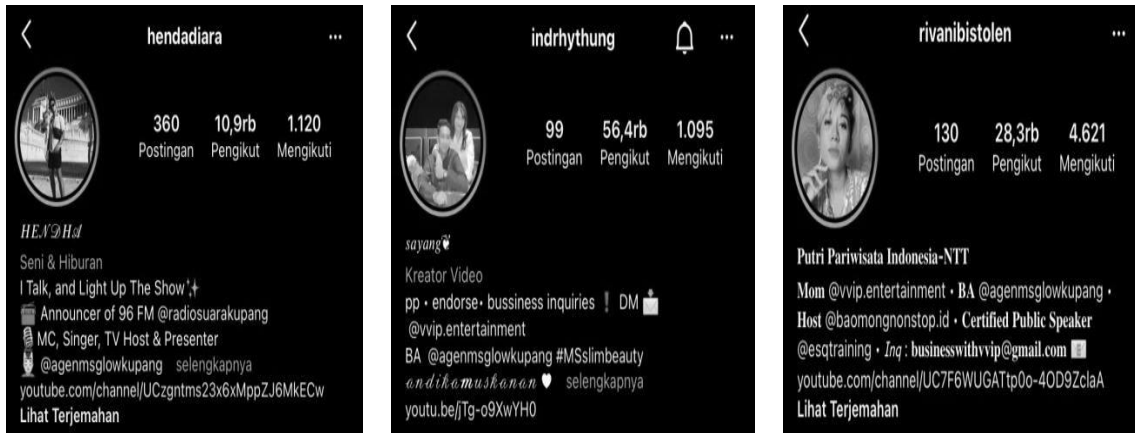 hendadiara
360 10,9rb 1.120
Postingan Pengikut Mengikuti
HENDHA
Seni & Hiburan
I Talk, and Light Up The Show
Announcer of 96 FM @radiosuarakupang
MC, Singer, TV Host & Presenter
@agenmsglowkupang selengkapnya
youtube.com/channel/UCzgntms23x6xMppZJ6MkECw
Lihat Terjemahan
indrhythung
99 56,4rb 1.095
Postingan Pengikut Mengikuti
sayang
Kreator Video
pp • endorse• bussiness inquiries ❗ DM
@vvip.entertainment
BA @agenmsglowkupang #MSslimbeauty
andikamuskanan selengkapnya
youtu.be/jTg-o9XwYH0
rivanibistolen
130 28,3rb 4.621
Postingan Pengikut Mengikuti
Putri Pariwisata Indonesia-NTT
Mom @vvip.entertainment • BA @agenmsglowkupang •
Host @baomongnonstop.id • Certified Public Speaker
@esqtraining • Inq : businesswithvvip@gmail.com
youtube.com/channel/UC7F6WUGATtp0o-4OD9ZclaA
Lihat Terjemahan